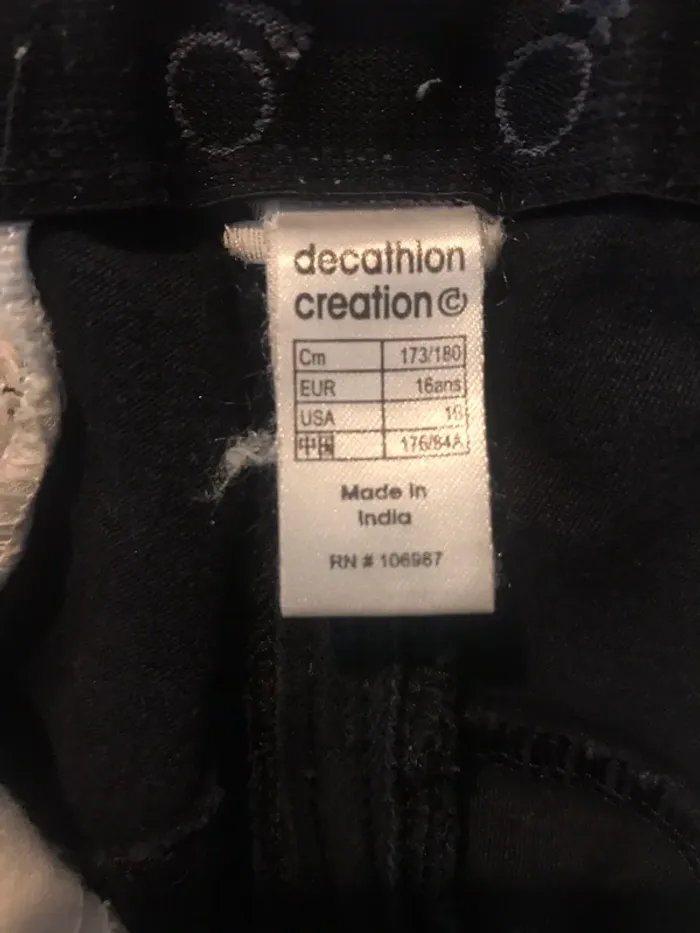 decathlon
creation©
Cm 173/180
EUR 16ans
USA 16
中国 176/84A
Made in
India
RN # 106987